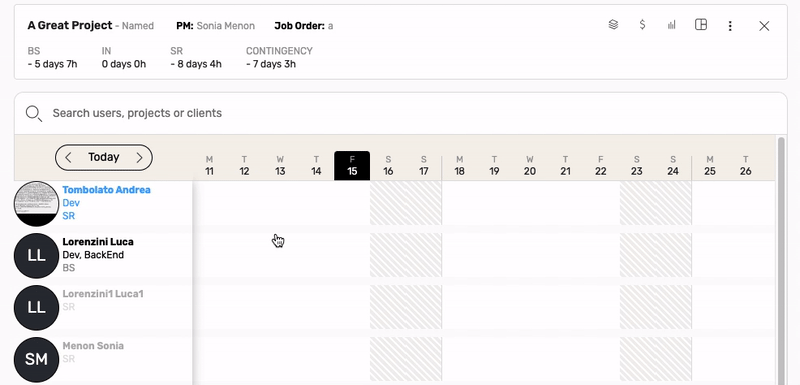 A Great Project - Named PM: Sonia Menon Job Order: a
BS IN SR CONTINGENCY
- 5 days 7h 0 days 0h - 8 days 4h - 7 days 3h
Search users, projects or clients
Today
M T W T F S S M T W T F S S M T
11 12 13 14 15 16 17 18 19 20 21 22 23 24 25 26
Tombolato Andrea
Dev
SR
LL
Lorenzini Luca
Dev, BackEnd
BS
LL
Lorenzini1 Luca1
SR
SM
Menon Sonia
SR